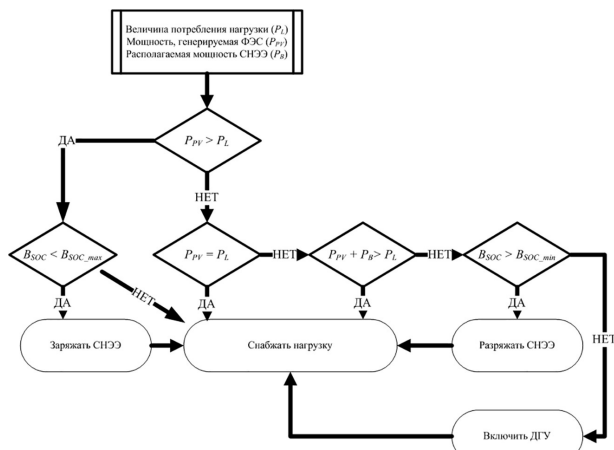 Величина потребления нагрузки (P_L)
Мощность, генерируемая ФЭС (P_PV)
Располагаемая мощность СНЭЭ (P_B)
ДА
P_PV > P_L
НЕТ
B_SOC < B_SOC_max
P_PV = P_L
НЕТ
P_PV + P_B > P_L
НЕТ
B_SOC > B_SOC_min
ДА
НЕТ
ДА
ДА
ДА
НЕТ
Заряжать СНЭЭ
Снабжать нагрузку
Разряжать СНЭЭ
Включить ДГУ